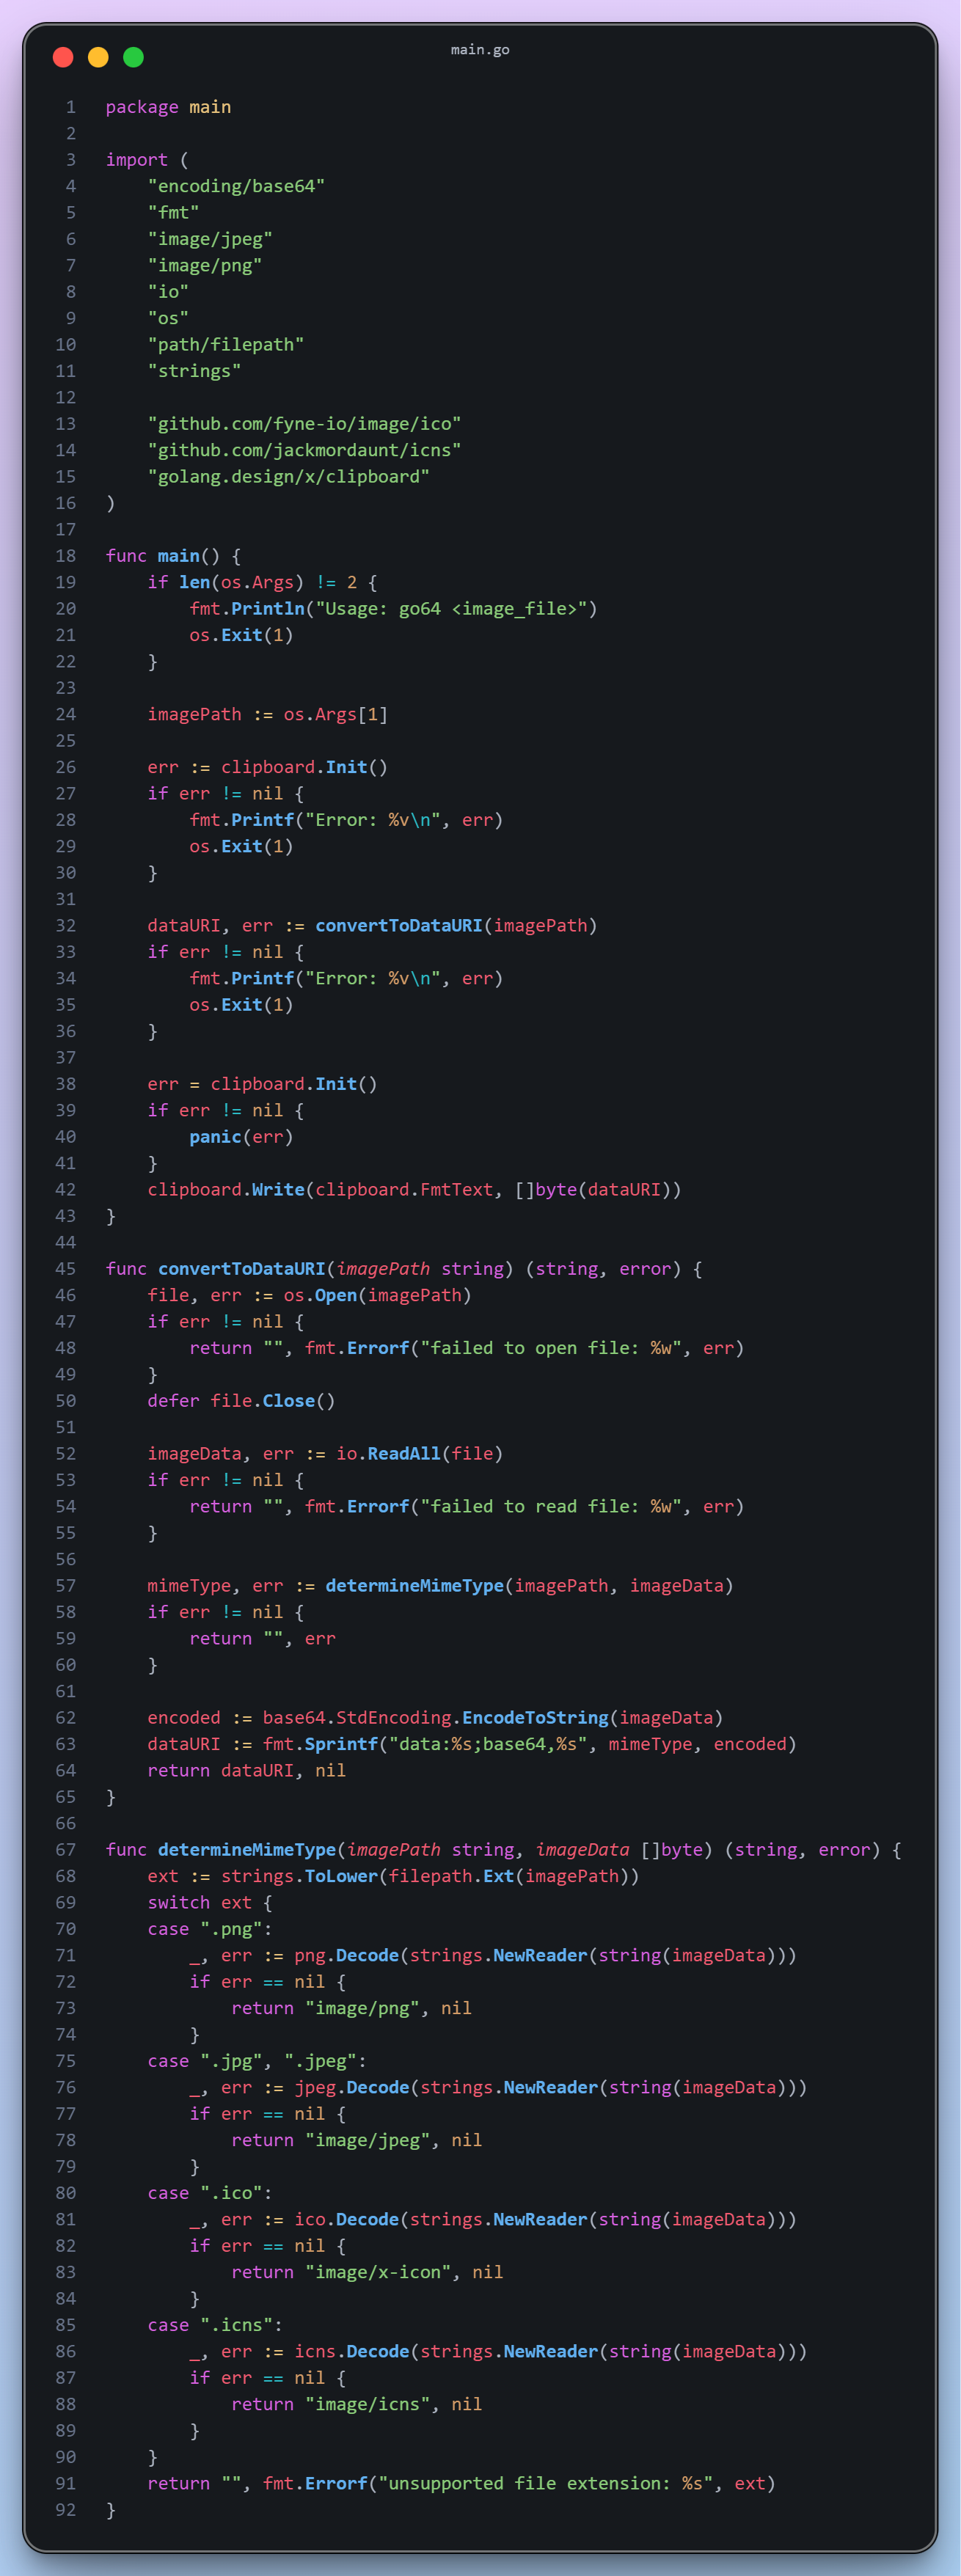 main.go
1 package main
2
3 import (
4     "encoding/base64"
5     "fmt"
6     "image/jpeg"
7     "image/png"
8     "io"
9     "os"
10     "path/filepath"
11     "strings"
12
13     "github.com/fyne-io/image/ico"
14     "github.com/jackmordaunt/icns"
15     "golang.design/x/clipboard"
16 )
17
18 func main() {
19     if len(os.Args) != 2 {
20         fmt.Println("Usage: go64 <image_file>")
21         os.Exit(1)
22     }
23
24     imagePath := os.Args[1]
25
26     err := clipboard.Init()
27     if err != nil {
28         fmt.Printf("Error: %v\n", err)
29         os.Exit(1)
30     }
31
32     dataURI, err := convertToDataURI(imagePath)
33     if err != nil {
34         fmt.Printf("Error: %v\n", err)
35         os.Exit(1)
36     }
37
38     err = clipboard.Init()
39     if err != nil {
40         panic(err)
41     }
42     clipboard.Write(clipboard.FmtText, []byte(dataURI))
43 }
44
45 func convertToDataURI(imagePath string) (string, error) {
46     file, err := os.Open(imagePath)
47     if err != nil {
48         return "", fmt.Errorf("failed to open file: %w", err)
49     }
50     defer file.Close()
51
52     imageData, err := io.ReadAll(file)
53     if err != nil {
54         return "", fmt.Errorf("failed to read file: %w", err)
55     }
56
57     mimeType, err := determineMimeType(imagePath, imageData)
58     if err != nil {
59         return "", err
60     }
61
62     encoded := base64.StdEncoding.EncodeToString(imageData)
63     dataURI := fmt.Sprintf("data:%s;base64,%s", mimeType, encoded)
64     return dataURI, nil
65 }
66
67 func determineMimeType(imagePath string, imageData []byte) (string, error) {
68     ext := strings.ToLower(filepath.Ext(imagePath))
69     switch ext {
70     case ".png":
71         _, err := png.Decode(strings.NewReader(string(imageData)))
72         if err == nil {
73             return "image/png", nil
74         }
75     case ".jpg", ".jpeg":
76         _, err := jpeg.Decode(strings.NewReader(string(imageData)))
77         if err == nil {
78             return "image/jpeg", nil
79         }
80     case ".ico":
81         _, err := ico.Decode(strings.NewReader(string(imageData)))
82         if err == nil {
83             return "image/x-icon", nil
84         }
85     case ".icns":
86         _, err := icns.Decode(strings.NewReader(string(imageData)))
87         if err == nil {
88             return "image/icns", nil
89         }
90     }
91     return "", fmt.Errorf("unsupported file extension: %s", ext)
92 }